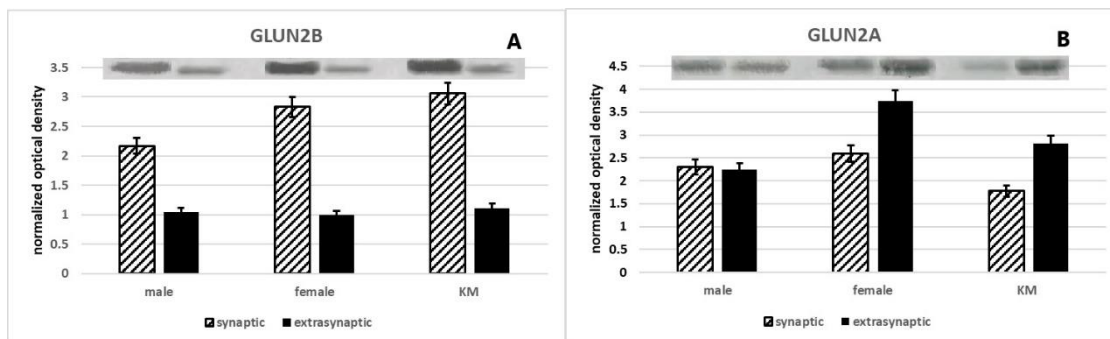 GLUN2B
A
normalized optical density
3.5
3
2.5
2
1.5
1
0.5
0
male female KM
synaptic extrasynaptic
GLUN2A
B
normalized optical density
4.5
4
3.5
3
2.5
2
1.5
1
0.5
0
male female KM
synaptic extrasynaptic